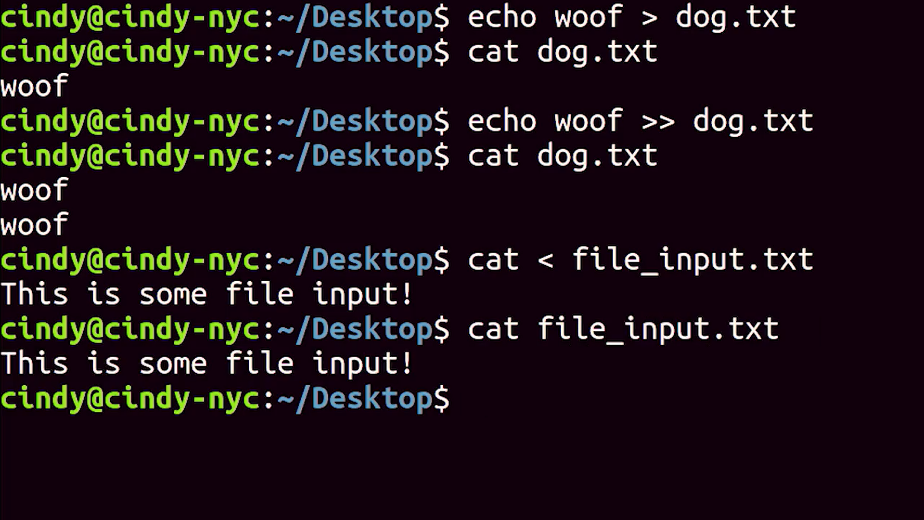 cindy@cindy-nyc:~/Desktop$ echo woof > dog.txt
cindy@cindy-nyc:~/Desktop$ cat dog.txt
woof
cindy@cindy-nyc:~/Desktop$ echo woof >> dog.txt
cindy@cindy-nyc:~/Desktop$ cat dog.txt
woof
woof
cindy@cindy-nyc:~/Desktop$ cat < file_input.txt
This is some file input!
cindy@cindy-nyc:~/Desktop$ cat file_input.txt
This is some file input!
cindy@cindy-nyc:~/Desktop$